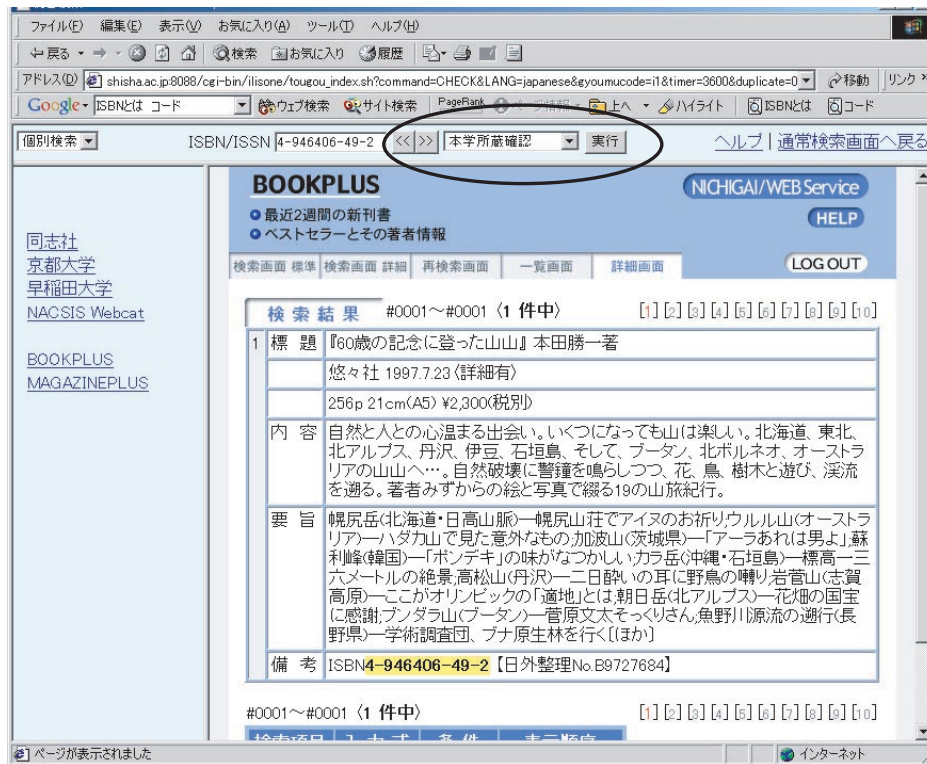 ファイル(F) 編集(E) 表示(V) お気に入り(A) ツール(T) ヘルプ(H)
戻る 検索 お気に入り 履歴
アドレス(D) shisha.ac.jp:8088/cgi-bin/ilisone/tougou_index.sh?command=CHECK&LANG=japanese&gyoumucode=i1&timer=3600&duplicate=0 移動 リンク »
Google ISBNとは コード ウェブ検索 サイト検索 PageRank ページ情報 上へ ハイライト ISBNとは コード
個別検索 ISBN/ISSN 4-946406-49-2 << >> 本学所蔵確認 実行 ヘルプ | 通常検索画面へ戻る
同志社
京都大学
早稲田大学
NACSIS Webcat
BOOKPLUS
MAGAZINEPLUS
BOOKPLUS NICHIGAI/WEB Service
最近2週間の新刊書 HELP
ベストセラーとその著者情報
検索画面 標準 検索画面 詳細 再検索画面 一覧画面 詳細画面 LOG OUT
検索結果 #0001～#0001〈1 件中〉 [1] [2] [3] [4] [5] [6] [7] [8] [9] [10]
1 標 題 『60歳の記念に登った山山』 本田勝一著
悠々社 1997.7.23〈詳細有〉
256p 21cm(A5) ¥2,300(税別)
内 容 自然と人との心温まる出会い。いくつになっても山は楽しい。北海道、東北、
北アルプス、丹沢、伊豆、石垣島、そして、ブータン、北ボルネオ、オーストラ
リアの山山へ…。自然破壊に警鐘を鳴らしつつ、花、鳥、樹木と遊び、渓流
を遡る。著者みずからの絵と写真で綴る19の山旅紀行。
要 旨 幌尻岳(北海道・日高山脈)―幌尻山荘でアイヌのお祈り;ウルル山(オーストラ
リア)―ハダカ山で見た意外なもの;加波山(茨城県)―「アーラあれは男よ」;蘇
利峰(韓国)―「ポンデキ」の味がなつかしい;カラ岳(沖縄・石垣島)―標高一三
六メートルの絶景;高松山(丹沢)―二日酔いの耳に野鳥の囀り;岩菅山(志賀
高原)―ここがオリンピックの「適地」とは;朝日岳(北アルプス)―花畑の国宝
に感謝;ブンダラ山(ブータン)―菅原文太そっくりさん;魚野川源流の遡行(長
野県)―学術調査団、ブナ原生林を行く〔ほか〕
備 考 ISBN4-946406-49-2【日外整理No.B9727684】
#0001～#0001〈1 件中〉 [1] [2] [3] [4] [5] [6] [7] [8] [9] [10]
検索項目 入力式 条件 表示順序
ページが表示されました インターネット